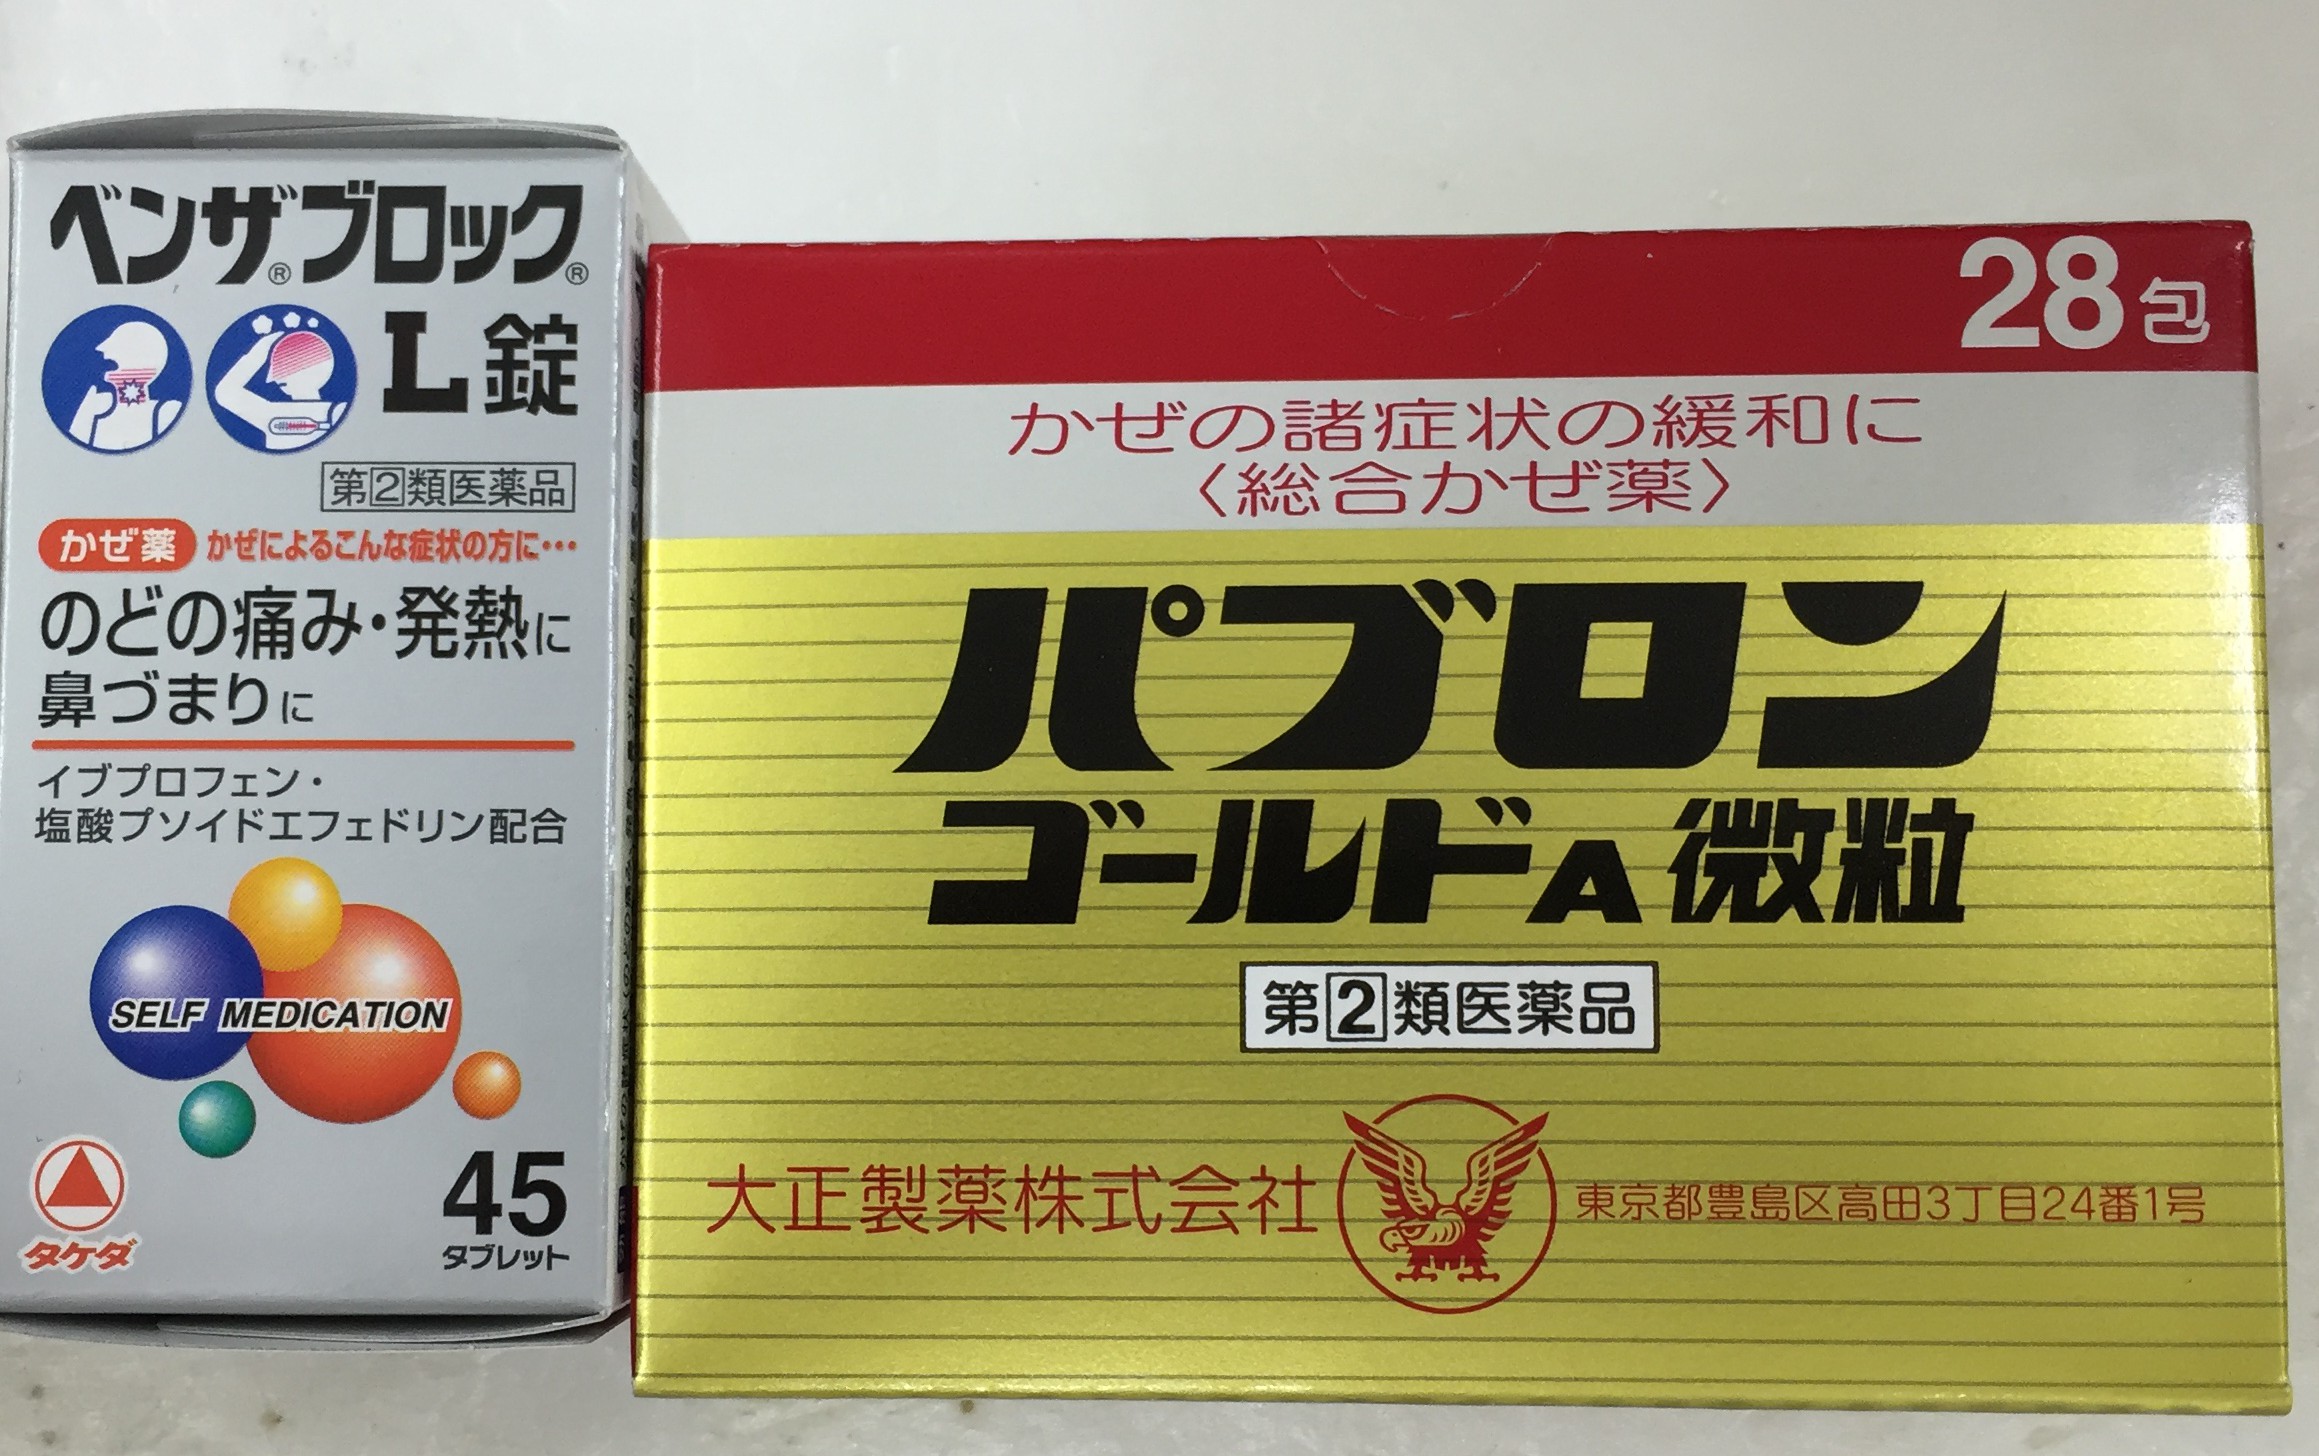 ベンザ®ブロック®
L錠
第②類医薬品
かぜ薬 かぜによるこんな症状の方に・・・
のどの痛み・発熱に
鼻づまりに
イブプロフェン・
塩酸プソイドエフェドリン配合
SELF MEDICATION
45
タブレット
タケダ
28包
かぜの諸症状の緩和に
〈総合かぜ薬〉
パブロン
ゴールドA微粒
第②類医薬品
大正製薬株式会社
東京都豊島区高田3丁目24番1号